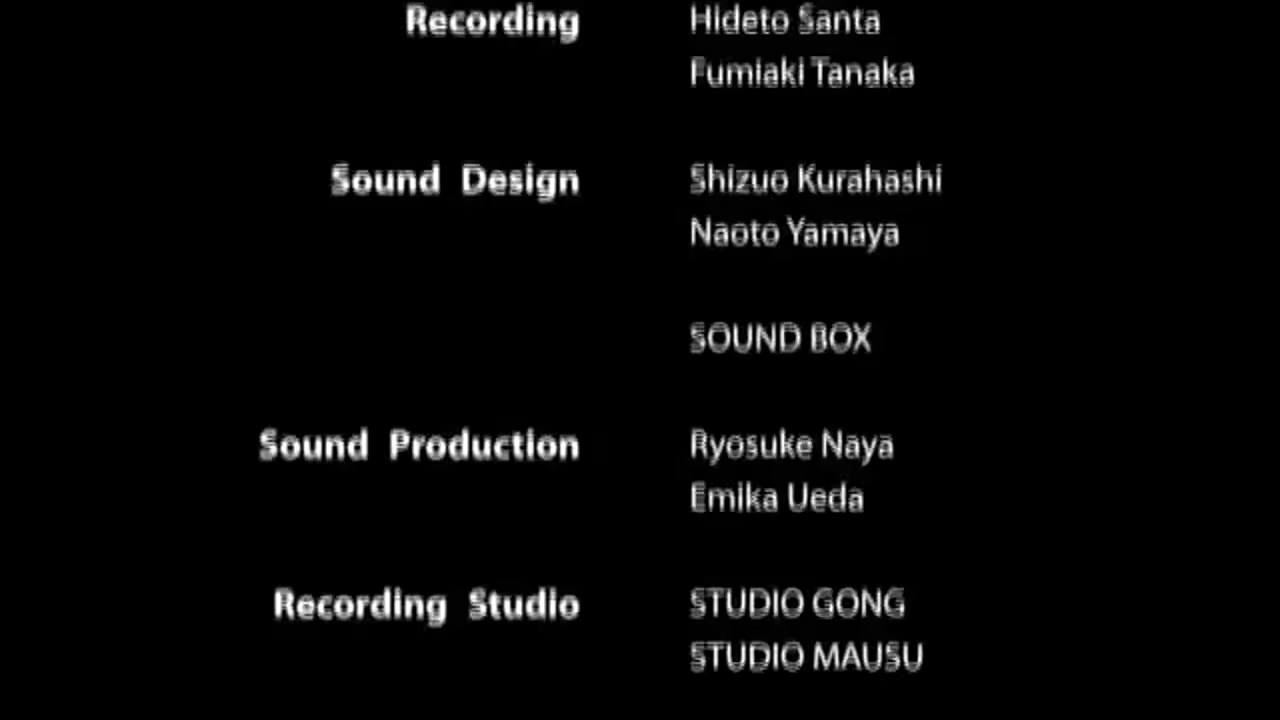 Recording Hideto Santa
Fumiaki Tanaka
Sound Design Shizuo Kurahashi
Naoto Yamaya
SOUND BOX
Sound Production Ryosuke Naya
Emika Ueda
Recording Studio STUDIO GONG
STUDIO MAUSU